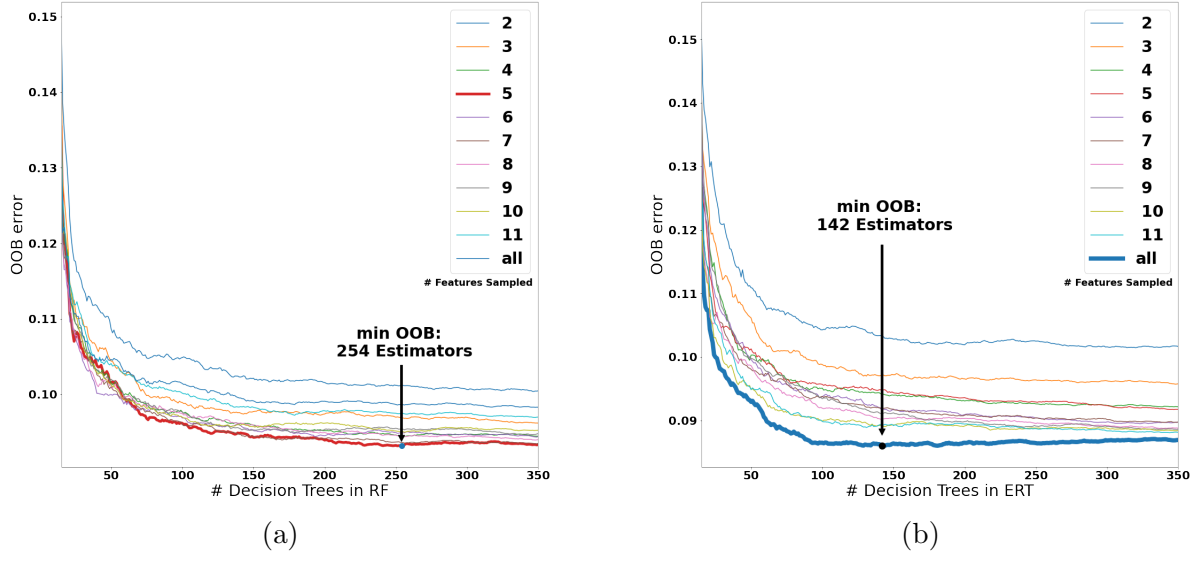 0.15
0.14
0.13
0.12
0.11
0.10
OOB error
2
3
4
5
6
7
8
9
10
11
all
# Features Sampled
min OOB:
254 Estimators
50 100 150 200 250 300 350
# Decision Trees in RF
(a)
0.15
0.14
0.13
0.12
0.11
0.10
0.09
OOB error
2
3
4
5
6
7
8
9
10
11
all
# Features Sampled
min OOB:
142 Estimators
50 100 150 200 250 300 350
# Decision Trees in ERT
(b)